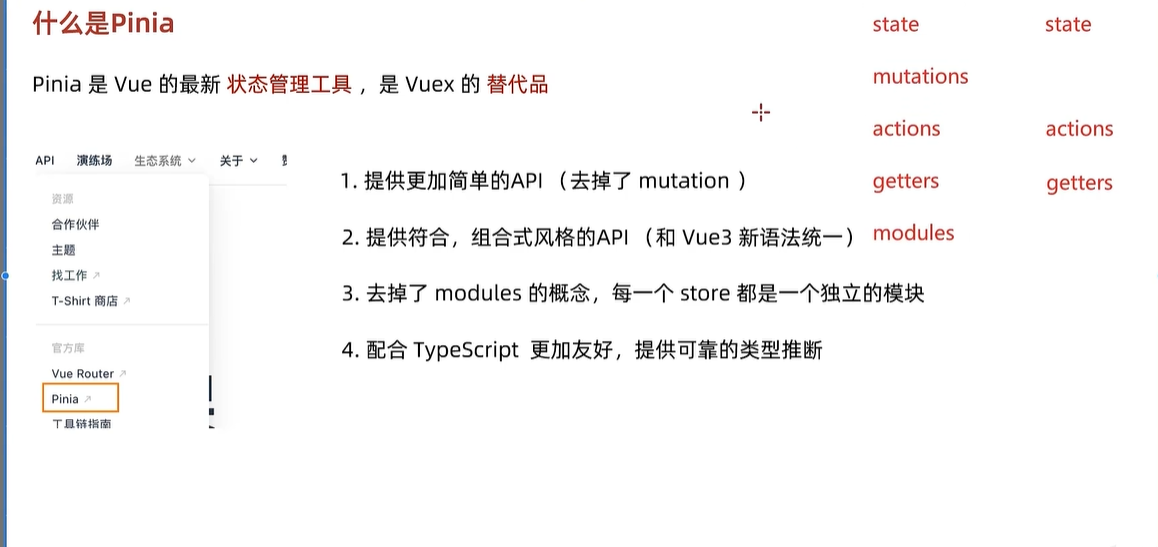 什么是Pinia
Pinia 是 Vue 的最新 状态管理工具 ，是 Vuex 的 替代品
API 演练场 生态系统 关于
资源
合作伙伴
主题
找工作 ↗
T-Shirt 商店 ↗
官方库
Vue Router ↗
Pinia ↗
工具链指南
1. 提供更加简单的API （去掉了 mutation ）
2. 提供符合，组合式风格的API （和 Vue3 新语法统一）
3. 去掉了 modules 的概念，每一个 store 都是一个独立的模块
4. 配合 TypeScript 更加友好，提供可靠的类型推断
state
mutations
actions
getters
modules
state
actions
getters